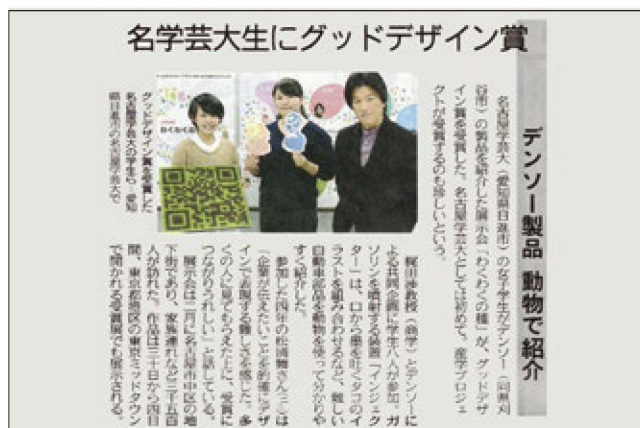 名学芸大生にグッドデザイン賞
デンソー製品 動物で紹介
名古屋学芸大（愛知県日進市）の女子学生がデンソー（同県刈
谷市）の製品を紹介した展示会「わくわくの種」が、グッドデザ
イン賞を受賞した。名古屋学芸大としては初めて。産学プロジェ
クトが受賞するのも珍しいという。
グッドデザイン賞を受賞した
名古屋学芸大の学生ら＝愛知
県日進市の名古屋学芸大で
教授（商学）とデンソーに
よる共同企画に学生八人が参加。ガ
ソリンを噴射する装置「インジェク
ター」は、口から墨を吐くタコのイ
ラストを組み合わせるなど、難しい
自動車部品を動物を使って分かりや
すく紹介した。
参加した四年の松浦舞さんは
「企業が伝えたいことを的確にデザ
インで表現する難しさを感じた。多
くの人に見てもらえた上に、受賞に
つながりうれしい」と話している。
展示会は二月に名古屋市中区の地
下街であり、家族連れなど三千五百
人が訪れた。作品は三十日から四日
間、東京都港区の東京ミッドタウン
で開かれる受賞展でも展示される。